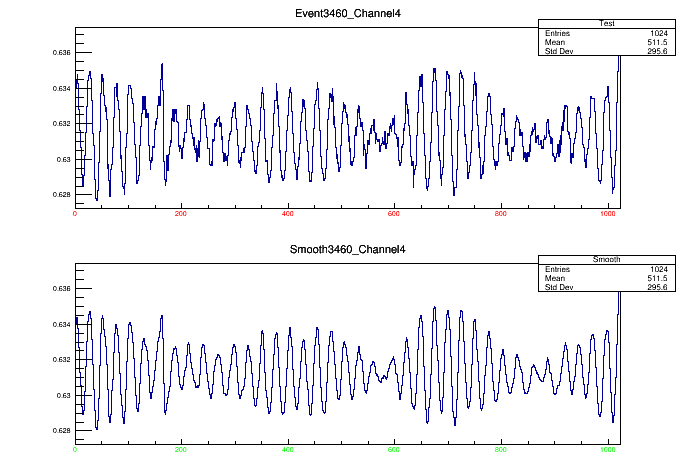 Event3460_Channel4
Test
Entries 1024
Mean 511.5
Std Dev 295.6
0.636
0.634
0.632
0.63
0.628
0 200 400 600 800 1000
Smooth3460_Channel4
Smooth
Entries 1024
Mean 511.5
Std Dev 295.6
0.636
0.634
0.632
0.63
0.628
0 200 400 600 800 1000